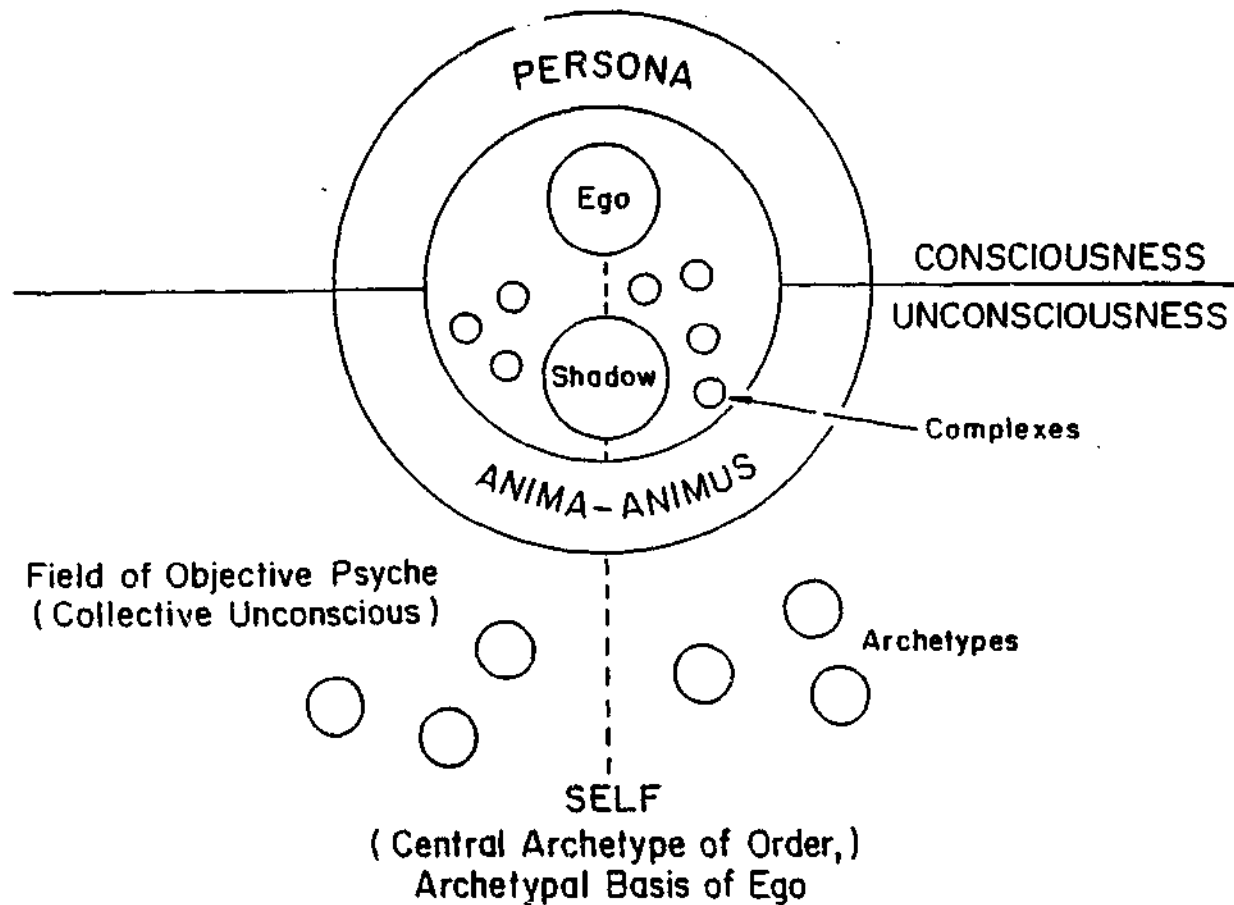 PERSONA
Ego
CONSCIOUSNESS
UNCONSCIOUSNESS
Shadow
Complexes
ANIMA-ANIMUS
Field of Objective Psyche
(Collective Unconscious)
Archetypes
SELF
(Central Archetype of Order,)
Archetypal Basis of Ego